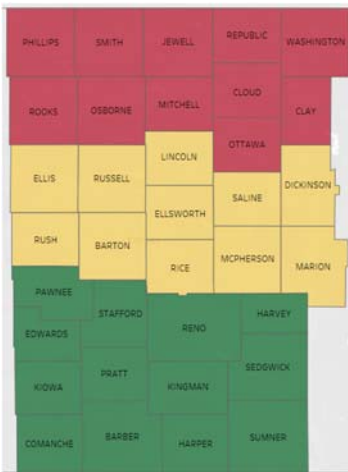 PHILLIPS SMITH JEWELL REPUBLIC WASHINGTON
ROOKS OSBORNE MITCHELL CLOUD CLAY
OTTAWA
ELLIS RUSSELL LINCOLN SALINE DICKINSON
ELLSWORTH
RUSH BARTON RICE MCPHERSON MARION
PAWNEE STAFFORD RENO HARVEY
EDWARDS
KIOWA PRATT KINGMAN SEDGWICK
COMANCHE BARBER HARPER SUMNER